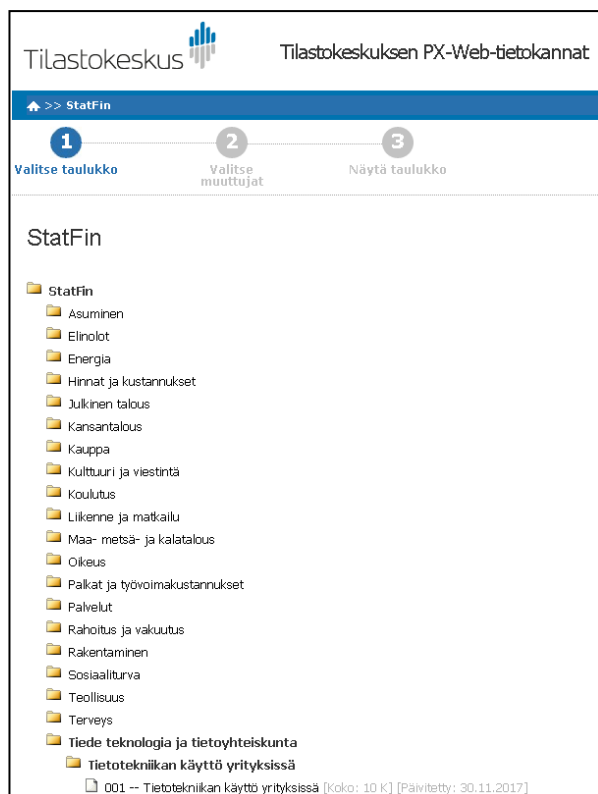 Tilastokeskus
Tilastokeskuksen PX-Web-tietokannat
>> StatFin
1
2
3
Valitse taulukko
Valitse
muuttujat
Näytä taulukko
StatFin
StatFin
Asuminen
Elinolot
Energia
Hinnat ja kustannukset
Julkinen talous
Kansantalous
Kauppa
Kulttuuri ja viestintä
Koulutus
Liikenne ja matkailu
Maa- metsä- ja kalatalous
Oikeus
Palkat ja työvoimakustannukset
Palvelut
Rahoitus ja vakuutus
Rakentaminen
Sosiaaliturva
Teollisuus
Terveys
Tiede teknologia ja tietoyhteiskunta
Tietotekniikan käyttö yrityksissä
001 -- Tietotekniikan käyttö yrityksissä [Koko: 10 K] [Päivitetty: 30.11.2017]